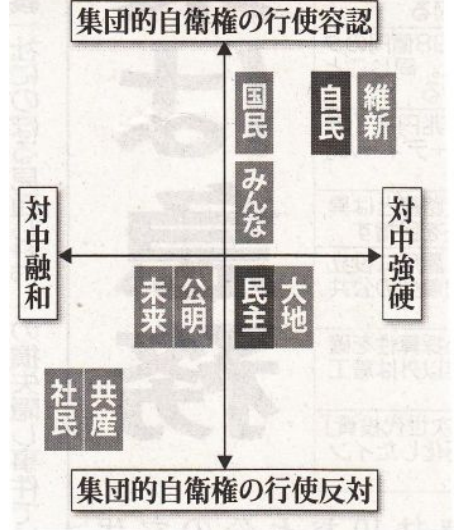 集団的自衛権の行使容認
国民
自民
維新
みんな
対中融和
対中強硬
未来
公明
民主
大地
社民
共産
集団的自衛権の行使反対